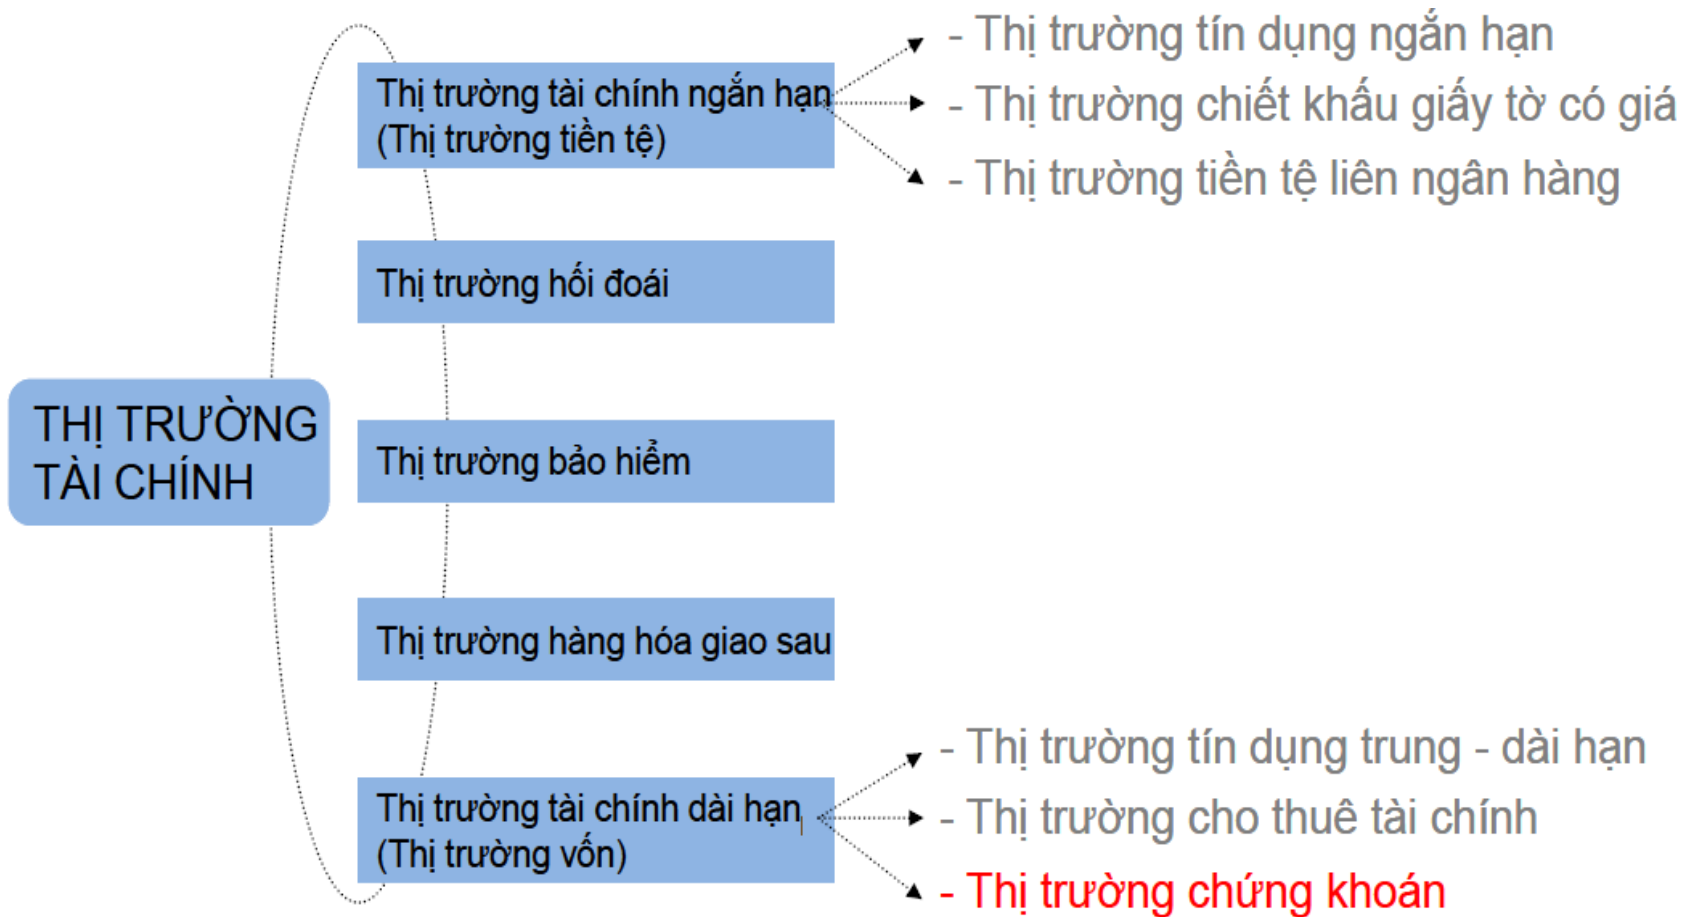 THỊ TRƯỜNG
TÀI CHÍNH
Thị trường tài chính ngắn hạn
(Thị trường tiền tệ)
- Thị trường tín dụng ngắn hạn
- Thị trường chiết khấu giấy tờ có giá
- Thị trường tiền tệ liên ngân hàng
Thị trường hối đoái
Thị trường bảo hiểm
Thị trường hàng hóa giao sau
Thị trường tài chính dài hạn
(Thị trường vốn)
- Thị trường tín dụng trung - dài hạn
- Thị trường cho thuê tài chính
- Thị trường chứng khoán